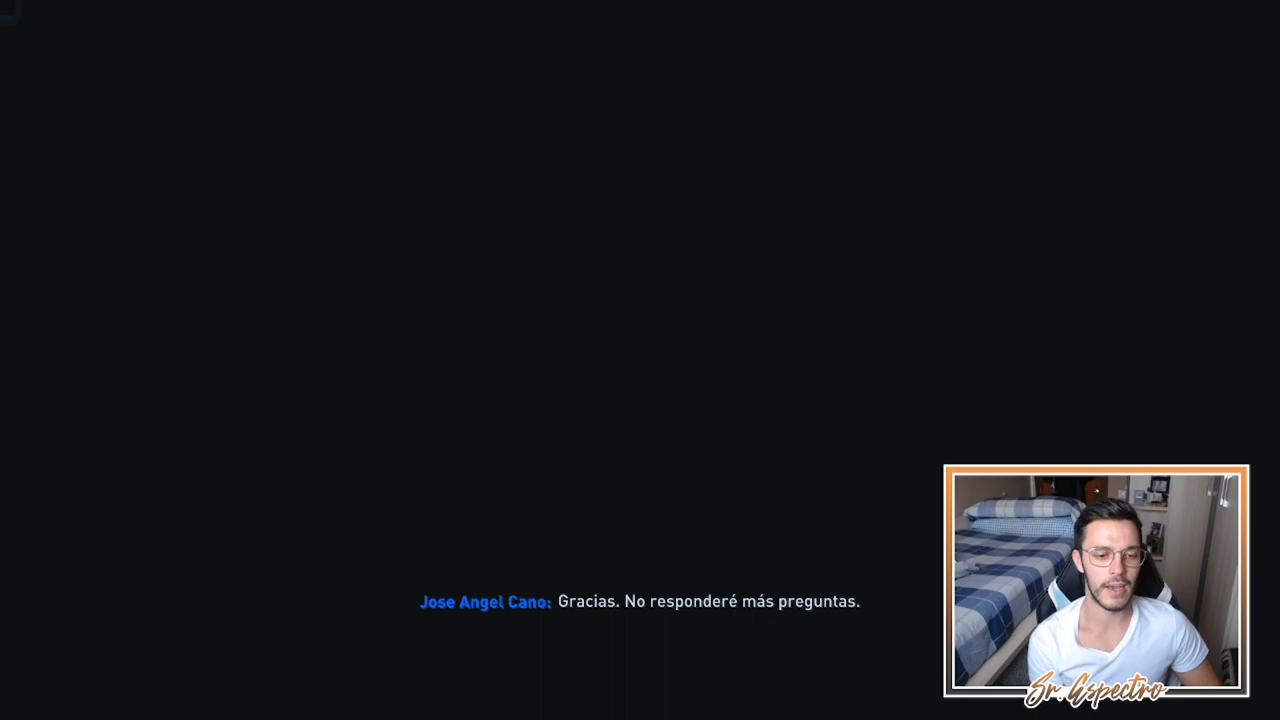 Jose Angel Cano: Gracias. No responderé más preguntas.
Sr. Espectro